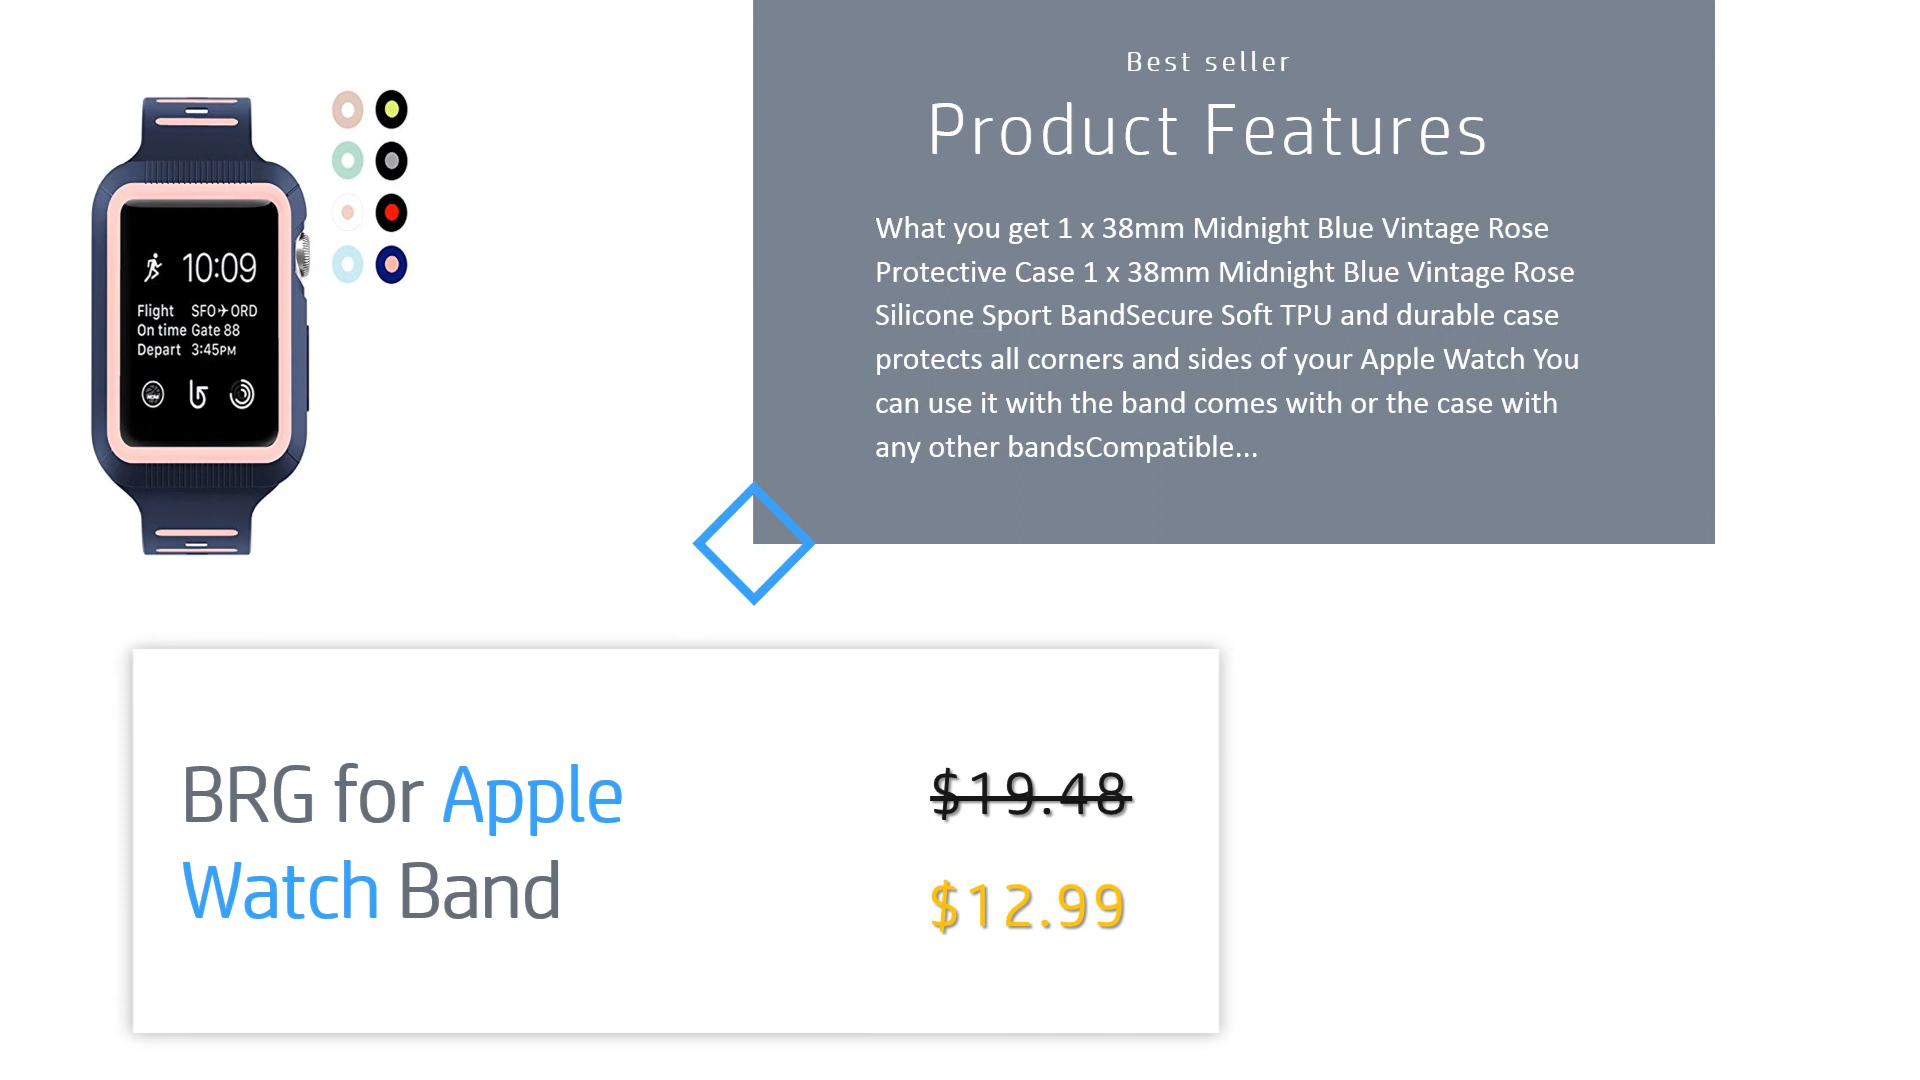 Best seller
Product Features
What you get 1 x 38mm Midnight Blue Vintage Rose
Protective Case 1 x 38mm Midnight Blue Vintage Rose
Silicone Sport BandSecure Soft TPU and durable case
protects all corners and sides of your Apple Watch You
can use it with the band comes with or the case with
any other bandsCompatible...
10:09
Flight SFO✈ORD
On time Gate 88
Depart 3:45PM
BRG for Apple
Watch Band
$19.48
$12.99